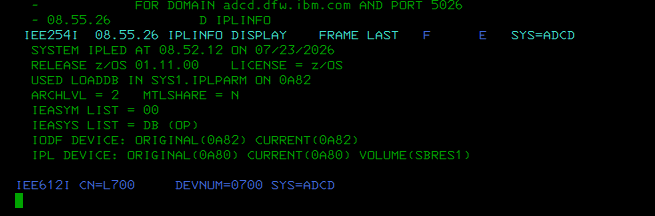 -             FOR DOMAIN adcd.dfw.ibm.com AND PORT 5026
- 08.55.26             D IPLINFO
IEE254I  08.55.26 IPLINFO DISPLAY    FRAME LAST   F      E   SYS=ADCD
SYSTEM IPLED AT 08.52.12 ON 07/23/2026
RELEASE z/OS 01.11.00    LICENSE = z/OS
USED LOADDB IN SYS1.IPLPARM ON 0A82
ARCHLVL = 2   MTLSHARE = N
IEASYM LIST = 00
IEASYS LIST = DB (OP)
IODF DEVICE: ORIGINAL(0A82) CURRENT(0A82)
IPL DEVICE: ORIGINAL(0A80) CURRENT(0A80) VOLUME(SBRES1)
IEE612I CN=L700     DEVNUM=0700 SYS=ADCD